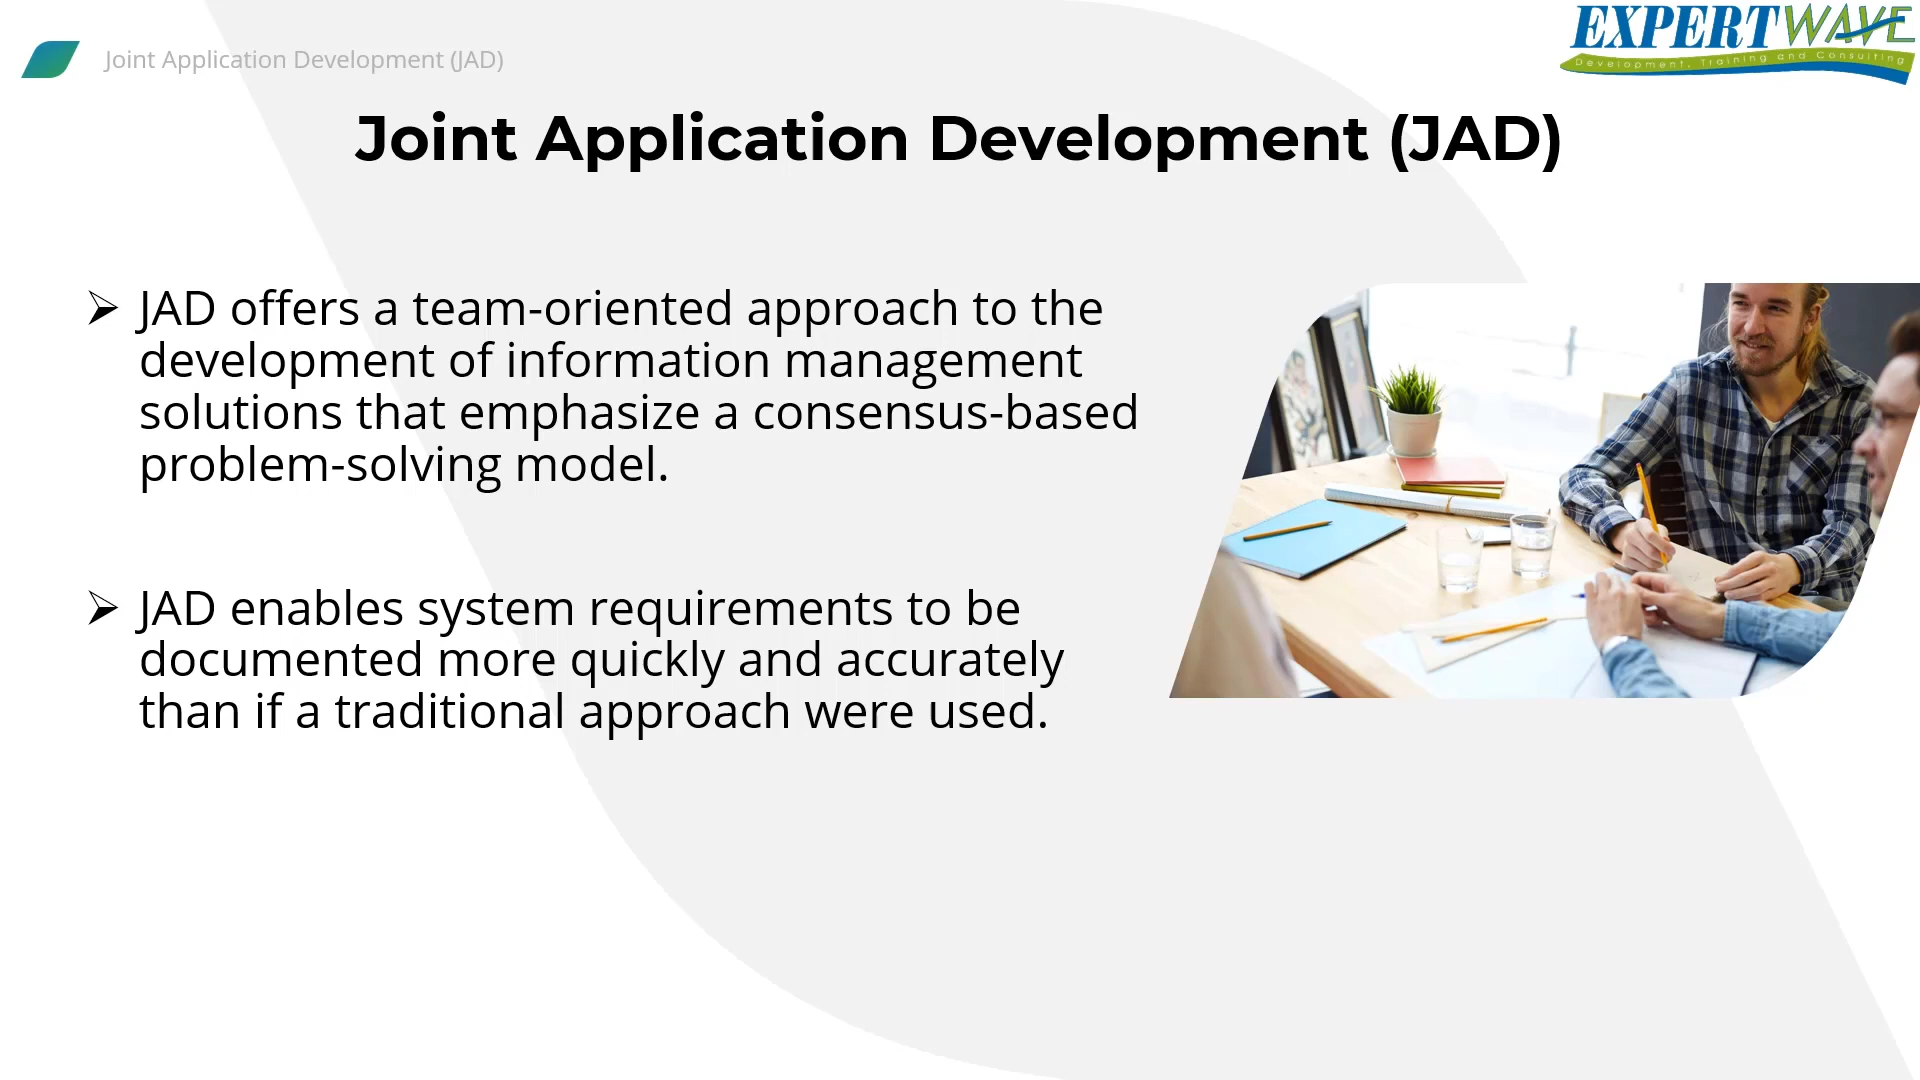 EXPERTWAVE
Development, Training and Consulting
Joint Application Development (JAD)
Joint Application Development (JAD)
➢ JAD offers a team-oriented approach to the
development of information management
solutions that emphasize a consensus-based
problem-solving model.
➢ JAD enables system requirements to be
documented more quickly and accurately
than if a traditional approach were used.